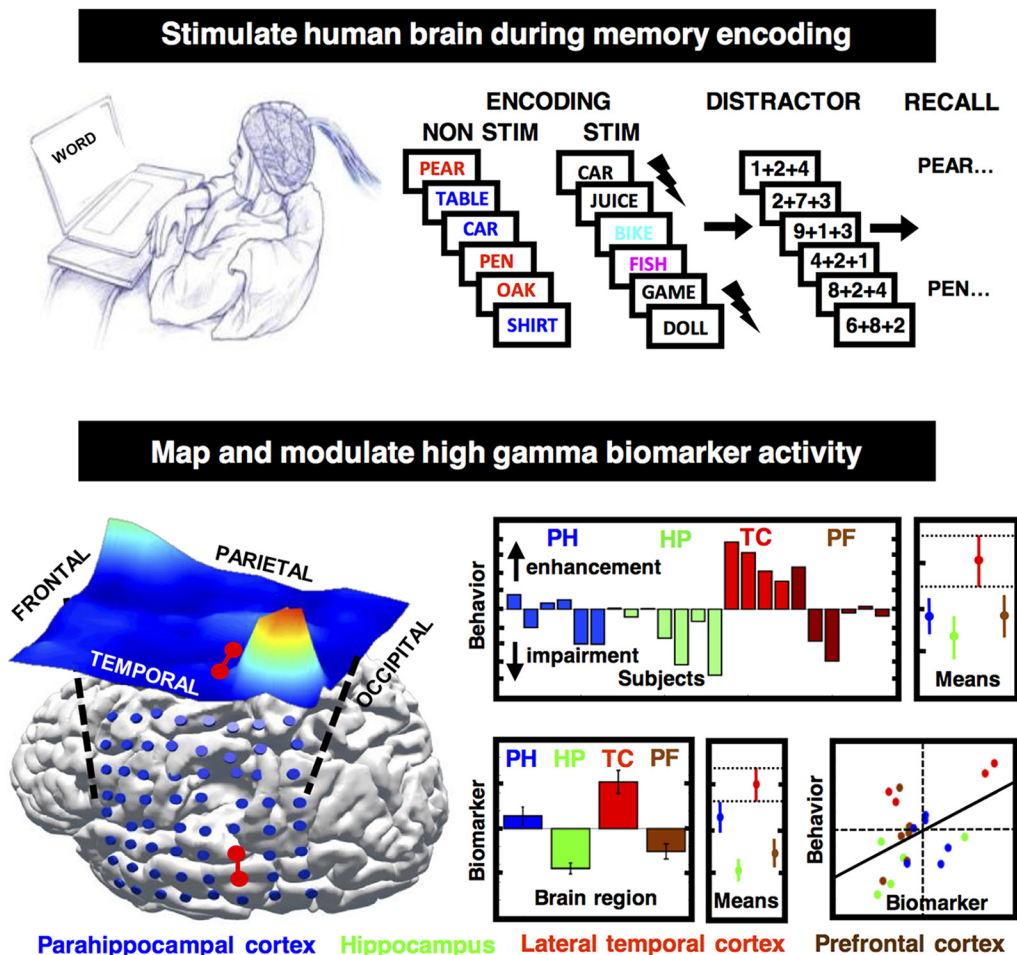 Stimulate human brain during memory encoding
WORD
ENCODING
DISTRACTOR
RECALL
NON STIM
STIM
PEAR
TABLE
CAR
PEN
OAK
SHIRT
CAR
JUICE
BIKE
FISH
GAME
DOLL
1+2+4
2+7+3
9+1+3
4+2+1
8+2+4
6+8+2
PEAR...
PEN...
Map and modulate high gamma biomarker activity
FRONTAL
PARIETAL
TEMPORAL
OCCIPITAL
Behavior
PH
HP
TC
PF
enhancement
impairment
Subjects
Means
Biomarker
PH
HP
TC
PF
Brain region
Means
Behavior
Biomarker
Parahippocampal cortex
Hippocampus
Lateral temporal cortex
Prefrontal cortex